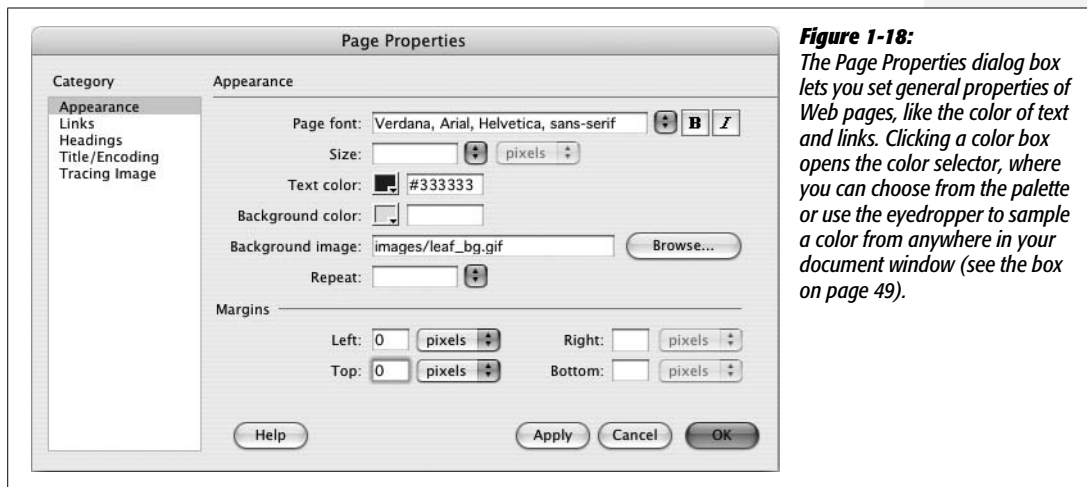 Page Properties
Category
Appearance
Links
Headings
Title/Encoding
Tracing Image
Appearance
Page font: Verdana, Arial, Helvetica, sans-serif B I
Size: pixels
Text color: #333333
Background color:
Background image: images/leaf_bg.gif Browse...
Repeat:
Margins
Left: 0 pixels Right: pixels
Top: 0 pixels Bottom: pixels
Help Apply Cancel OK
Figure 1-18:
The Page Properties dialog box
lets you set general properties of
Web pages, like the color of text
and links. Clicking a color box
opens the color selector, where
you can choose from the palette
or use the eyedropper to sample
a color from anywhere in your
document window (see the box
on page 49).